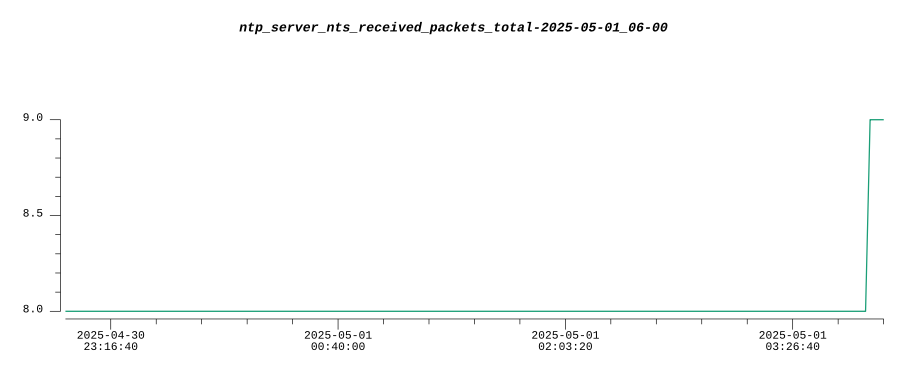 ntp_server_nts_received_packets_total-2025-05-01_06-00
9.0
8.5
8.0
2025-04-30 2025-05-01 2025-05-01 2025-05-01
23:16:40 00:40:00 02:03:20 03:26:40